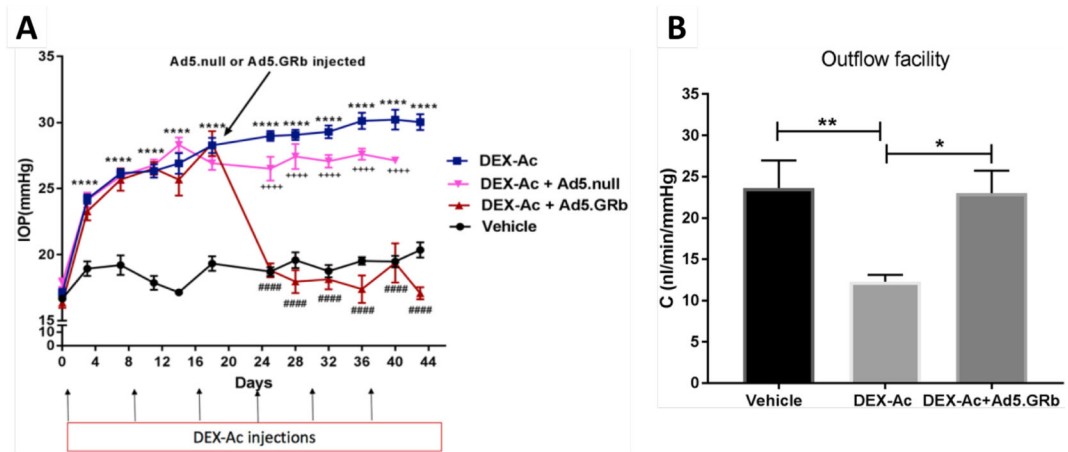 A
Ad5.null or Ad5.GRb injected
**** **** **** **** **** **** **** **** **** **** ****
++++ ++++ ++++ ++++ ++++
#### #### #### #### #### ####
IOP(mmHg)
35
30
25
20
15
10
0
0 4 8 12 16 20 24 28 32 36 40 44
Days
DEX-Ac
DEX-Ac + Ad5.null
DEX-Ac + Ad5.GRb
Vehicle
DEX-Ac injections
B
Outflow facility
** *
C (nl/min/mmHg)
35
30
25
20
15
10
5
0
Vehicle DEX-Ac DEX-Ac+Ad5.GRb